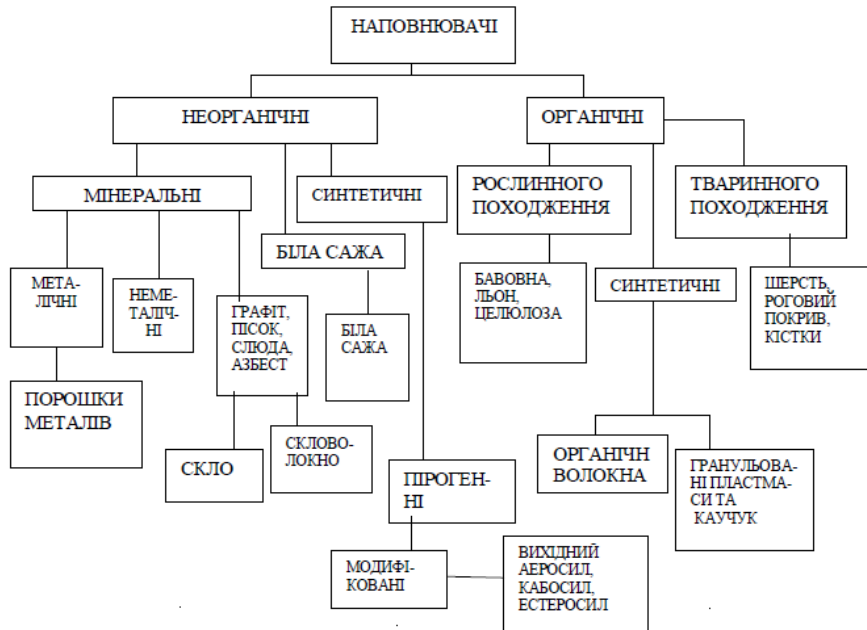 НАПОВНЮВАЧІ
НЕОРГАНІЧНІ
ОРГАНІЧНІ
МІНЕРАЛЬНІ
СИНТЕТИЧНІ
РОСЛИННОГО
ПОХОДЖЕННЯ
ТВАРИННОГО
ПОХОДЖЕННЯ
БІЛА САЖА
МЕТА-
ЛІЧНІ
НЕМЕ-
ТАЛІЧ-
НІ
ГРАФІТ,
ПІСОК,
СЛЮДА,
АЗБЕСТ
БІЛА
САЖА
БАВОВНА,
ЛЬОН,
ЦЕЛЮЛОЗА
СИНТЕТИЧНІ
ШЕРСТЬ,
РОГОВИЙ
ПОКРИВ,
КІСТКИ
ПОРОШКИ
МЕТАЛІВ
СКЛО
СКЛОВО-
ЛОКНО
ПІРОГЕН-
НІ
ОРГАНІЧН
ВОЛОКНА
ГРАНУЛЬОВА-
НІ ПЛАСТМА-
СИ ТА
КАУЧУК
МОДИФІ-
КОВАНІ
ВИХІДНИЙ
АЕРОСИЛ,
КАБОСИЛ,
ЕСТЕРОСИЛ